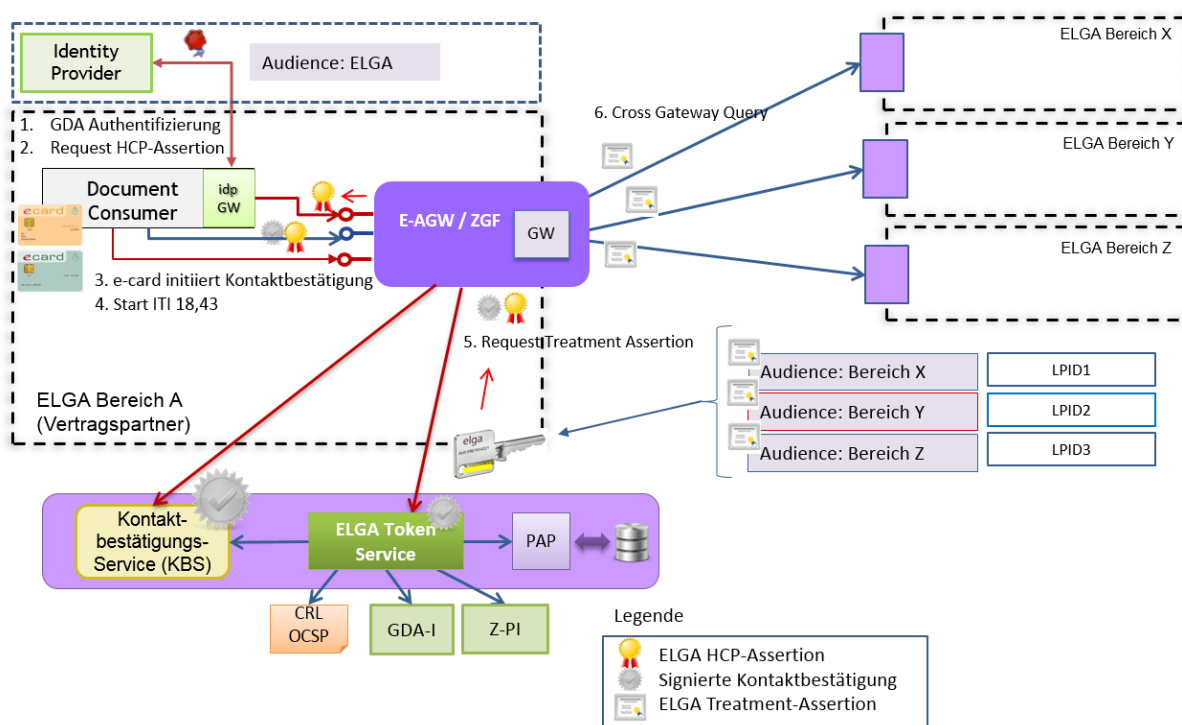 Identity
Provider
Audience: ELGA
ELGA Bereich X
1. GDA Authentifizierung
2. Request HCP-Assertion
6. Cross Gateway Query
ELGA Bereich Y
Document
Consumer
idp
GW
E-AGW / ZGF
GW
ecard
ecard
3. e-card initiiert Kontaktbestätigung
4. Start ITI 18,43
ELGA Bereich Z
5. Request Treatment Assertion
ELGA Bereich A
(Vertragspartner)
elga
Audience: Bereich X
LPID1
Audience: Bereich Y
LPID2
Audience: Bereich Z
LPID3
Kontakt-
bestätigungs-
Service (KBS)
ELGA Token
Service
PAP
CRL
OCSP
GDA-I
Z-PI
Legende
ELGA HCP-Assertion
Signierte Kontaktbestätigung
ELGA Treatment-Assertion